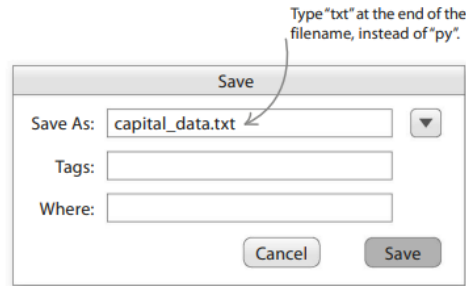 Type “txt” at the end of the
filename, instead of “py”.
Save
Save As: capital_data.txt
Tags:
Where:
Cancel Save